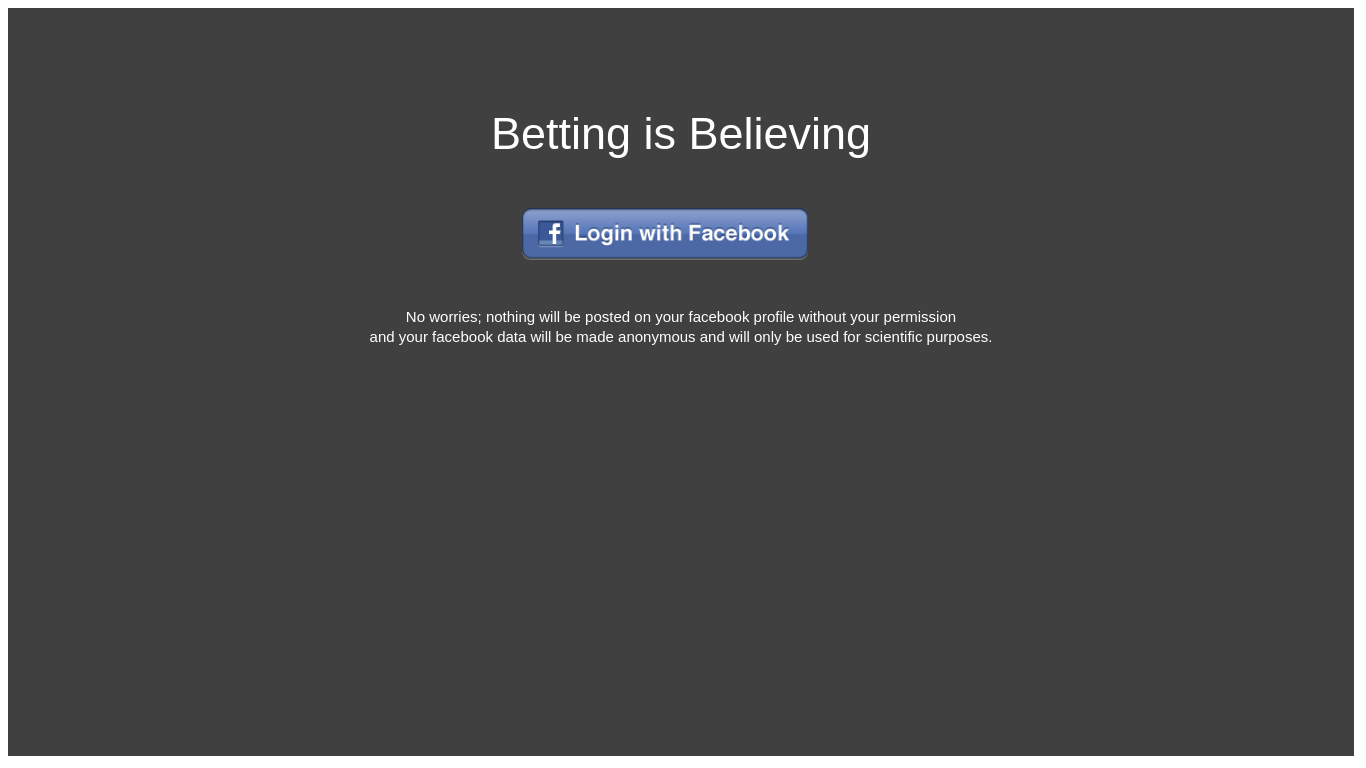 Betting is Believing
f Login with Facebook
No worries; nothing will be posted on your facebook profile without your permission
and your facebook data will be made anonymous and will only be used for scientific purposes.